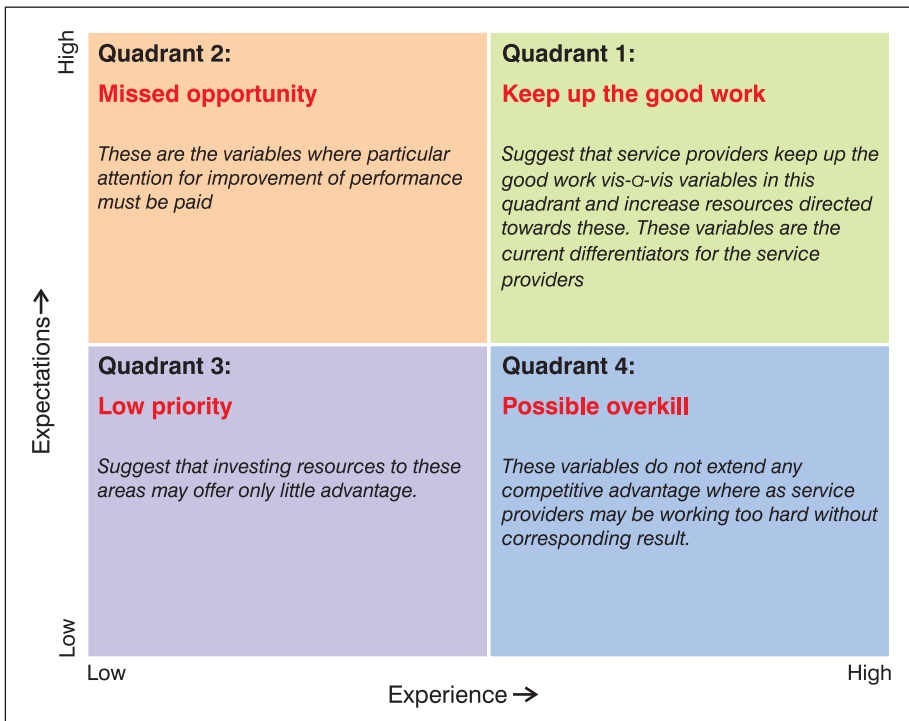 High
Quadrant 2:
Missed opportunity
These are the variables where particular
attention for improvement of performance
must be paid
Quadrant 1:
Keep up the good work
Suggest that service providers keep up the
good work vis-ɑ-vis variables in this
quadrant and increase resources directed
towards these. These variables are the
current differentiators for the service
providers
Expectations→
Quadrant 3:
Low priority
Suggest that investing resources to these
areas may offer only little advantage.
Quadrant 4:
Possible overkill
These variables do not extend any
competitive advantage where as service
providers may be working too hard without
corresponding result.
Low
Low
High
Experience→